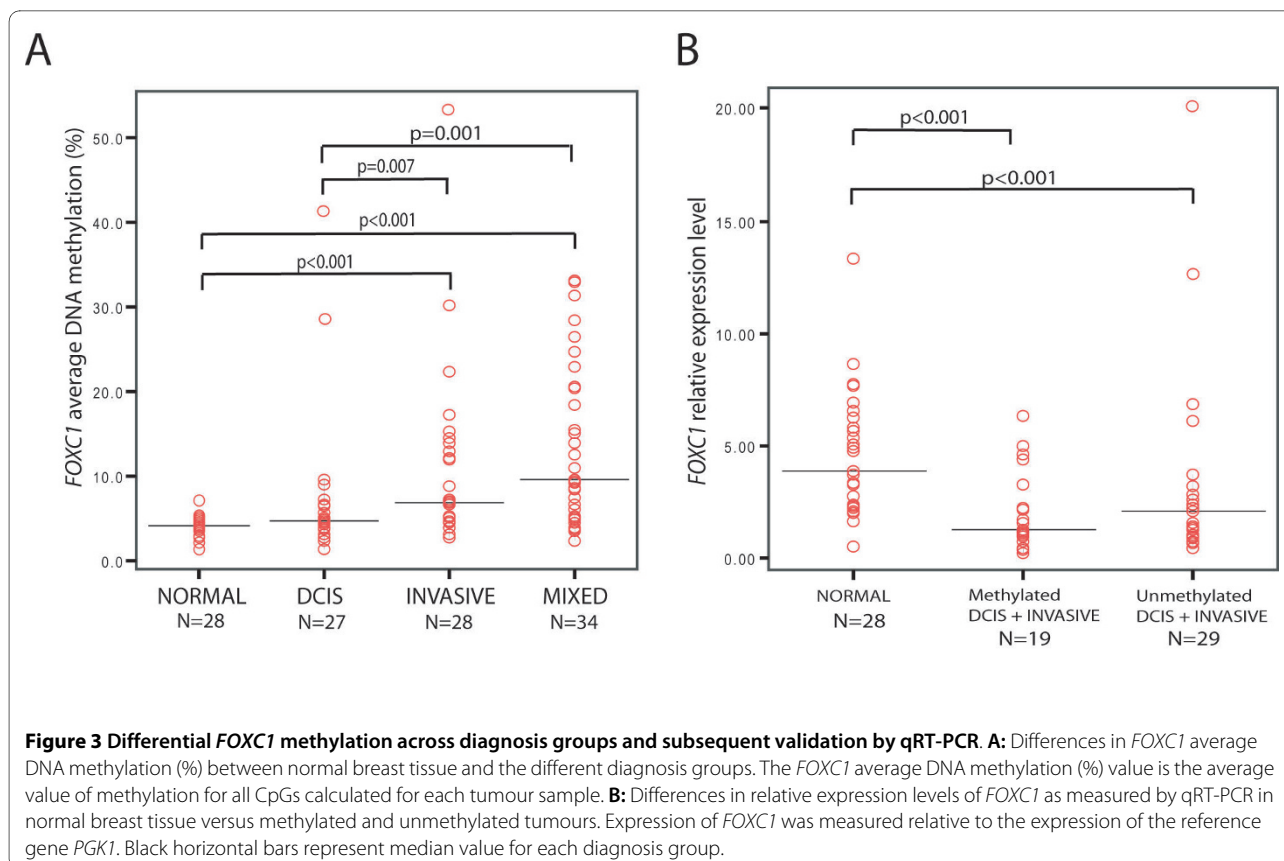 A
FOXC1 average DNA methylation (%)
50.0
40.0
30.0
20.0
10.0
0.0
p=0.001
p=0.007
p<0.001
p<0.001
NORMAL DCIS INVASIVE MIXED
N=28 N=27 N=28 N=34
B
FOXC1 relative expression level
20.00
15.00
10.00
5.00
0.00
p<0.001
p<0.001
NORMAL Methylated Unmethylated
DCIS + INVASIVE DCIS + INVASIVE
N=28 N=19 N=29
Figure 3 Differential FOXC1 methylation across diagnosis groups and subsequent validation by qRT-PCR. A: Differences in FOXC1 average
DNA methylation (%) between normal breast tissue and the different diagnosis groups. The FOXC1 average DNA methylation (%) value is the average
value of methylation for all CpGs calculated for each tumour sample. B: Differences in relative expression levels of FOXC1 as measured by qRT-PCR in
normal breast tissue versus methylated and unmethylated tumours. Expression of FOXC1 was measured relative to the expression of the reference
gene PGK1. Black horizontal bars represent median value for each diagnosis group.